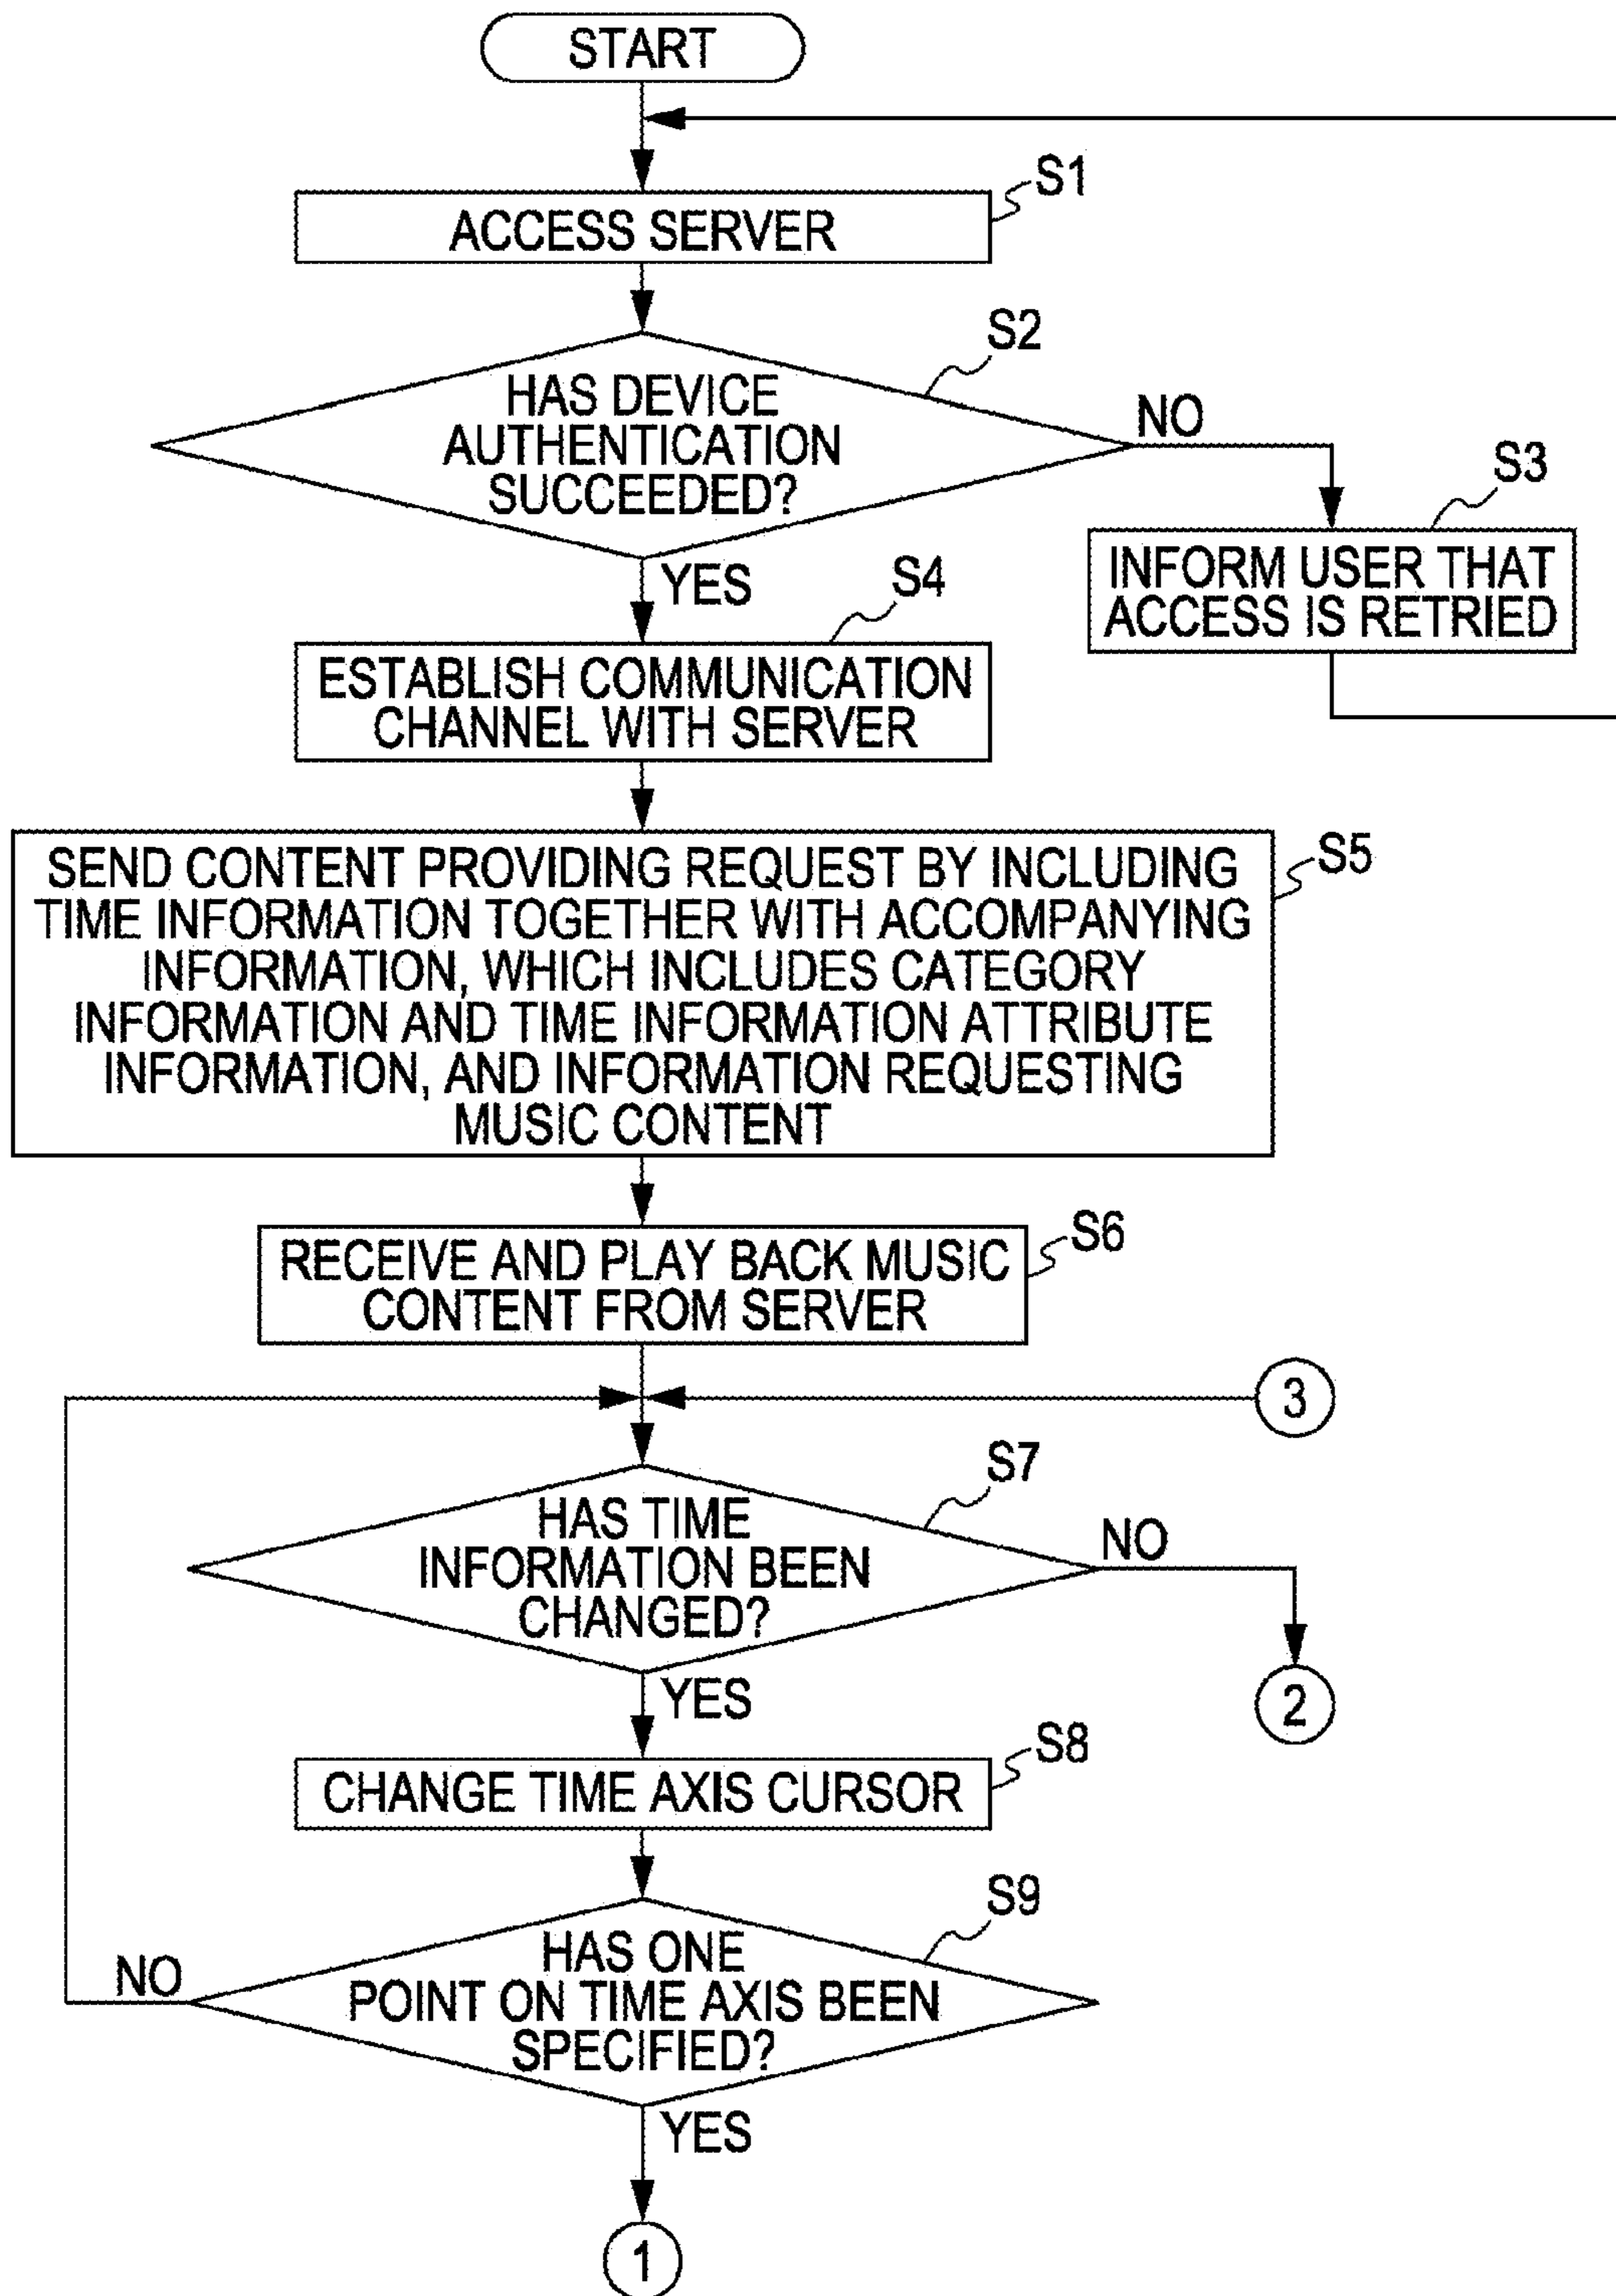 START
S1
ACCESS SERVER
S2
HAS DEVICE
AUTHENTICATION
SUCCEEDED?
NO
S3
INFORM USER THAT
ACCESS IS RETRIED
YES
S4
ESTABLISH COMMUNICATION
CHANNEL WITH SERVER
S5
SEND CONTENT PROVIDING REQUEST BY INCLUDING
TIME INFORMATION TOGETHER WITH ACCOMPANYING
INFORMATION, WHICH INCLUDES CATEGORY
INFORMATION AND TIME INFORMATION ATTRIBUTE
INFORMATION, AND INFORMATION REQUESTING
MUSIC CONTENT
S6
RECEIVE AND PLAY BACK MUSIC
CONTENT FROM SERVER
3
S7
HAS TIME
INFORMATION BEEN
CHANGED?
NO
2
YES
S8
CHANGE TIME AXIS CURSOR
S9
HAS ONE
POINT ON TIME AXIS BEEN
SPECIFIED?
NO
YES
1